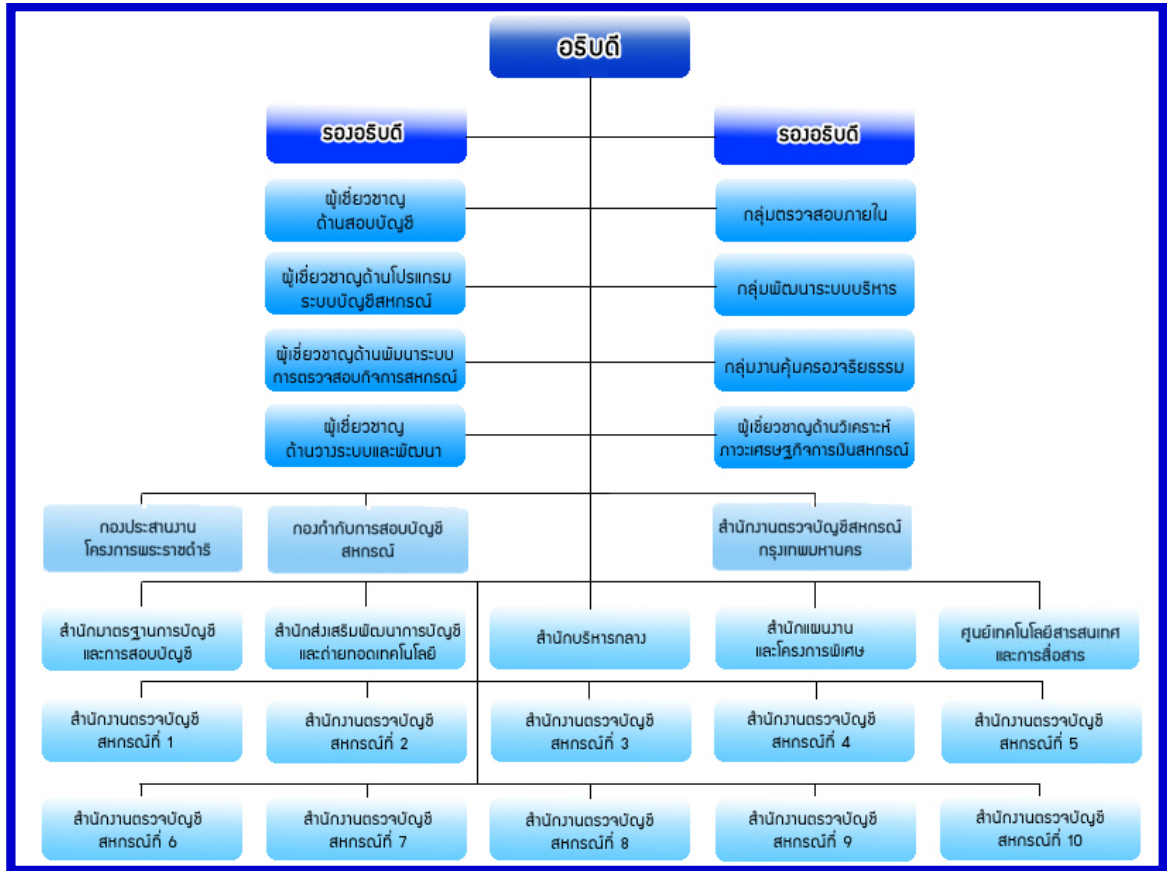 อธิบดี
รองอธิบดี
รองอธิบดี
ผู้เชี่ยวชาญ
ด้านสอบบัญชี
กลุ่มตรวจสอบภายใน
ผู้เชี่ยวชาญด้านโปรแกรม
ระบบบัญชีสหกรณ์
กลุ่มพัฒนาระบบบริหาร
ผู้เชี่ยวชาญด้านพัมนาระบบ
การตรวจสอบกิจการสหกรณ์
กลุ่มงานคุ้มครองจริยธรรม
ผู้เชี่ยวชาญ
ด้านวางระบบและพัฒนา
ผู้เชี่ยวชาญด้านวิเคราะห์
ภาวะเศรษฐกิจการเงินสหกรณ์
กองประสานงาน
โครงการพระราชดำริ
กองกำกับการสอบบัญชี
สหกรณ์
สำนักงานตรวจบัญชีสหกรณ์
กรุงเทพมหานคร
สำนักมาตรฐานการบัญชี
และการสอบบัญชี
สำนักส่งเสริมพัฒนาการบัญชี
และถ่ายทอดเทคโนโลยี
สำนักบริหารกลาง
สำนักแผนงาน
และโครงการพิเศษ
ศูนย์เทคโนโลยีสารสนเทศ
และการสื่อสาร
สำนักงานตรวจบัญชี
สหกรณ์ที่ 1
สำนักงานตรวจบัญชี
สหกรณ์ที่ 2
สำนักงานตรวจบัญชี
สหกรณ์ที่ 3
สำนักงานตรวจบัญชี
สหกรณ์ที่ 4
สำนักงานตรวจบัญชี
สหกรณ์ที่ 5
สำนักงานตรวจบัญชี
สหกรณ์ที่ 6
สำนักงานตรวจบัญชี
สหกรณ์ที่ 7
สำนักงานตรวจบัญชี
สหกรณ์ที่ 8
สำนักงานตรวจบัญชี
สหกรณ์ที่ 9
สำนักงานตรวจบัญชี
สหกรณ์ที่ 10